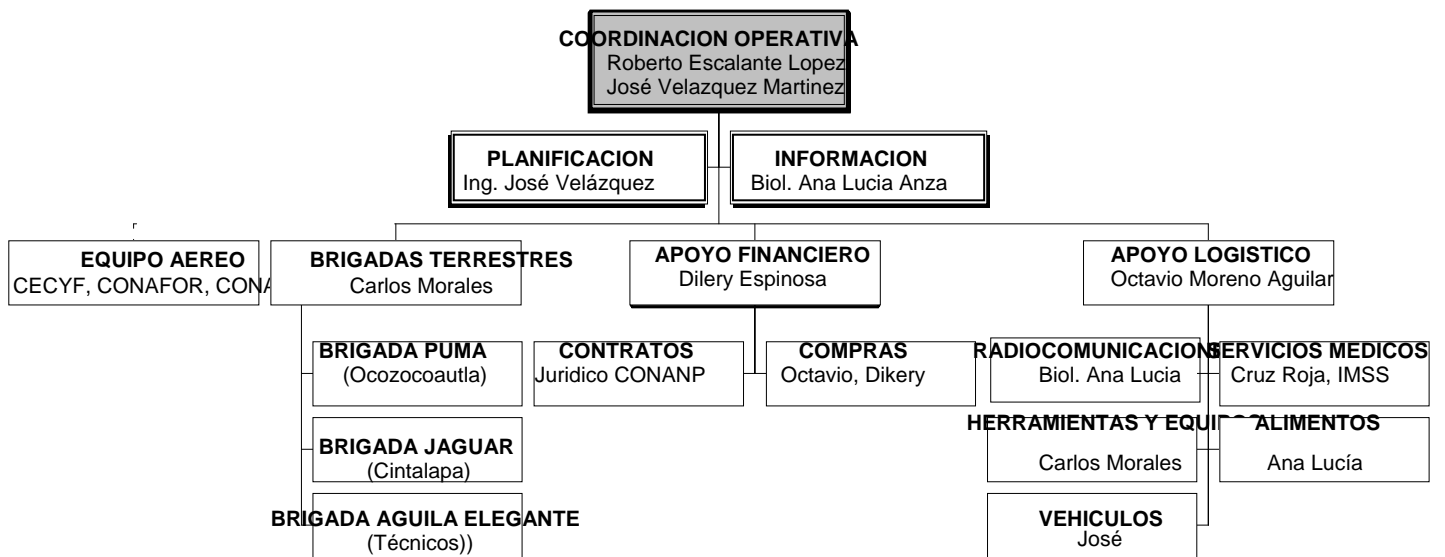 COORDINACION OPERATIVA
Roberto Escalante Lopez
José Velazquez Martinez
PLANIFICACION
Ing. José Velázquez
INFORMACION
Biol. Ana Lucia Anza
EQUIPO AEREO
CECYF, CONAFOR,
BRIGADAS TERRESTRES
Carlos Morales
APOYO FINANCIERO
Dilery Espinosa
APOYO LOGISTICO
Octavio Moreno Aguilar
BRIGADA PUMA
(Ocozocoautla)
BRIGADA JAGUAR
(Cintalapa)
BRIGADA AGUILA ELEGANTE
(Técnicos))
CONTRATOS
Juridico CONANP
COMPRAS
Octavio, Dikery
Biol. Ana Lucia
SERVICIOS MEDICOS
Cruz Roja, IMSS
HERRAMIENTAS Y
Carlos Morales
ALIMENTOS
Ana Lucía
VEHICULOS
José